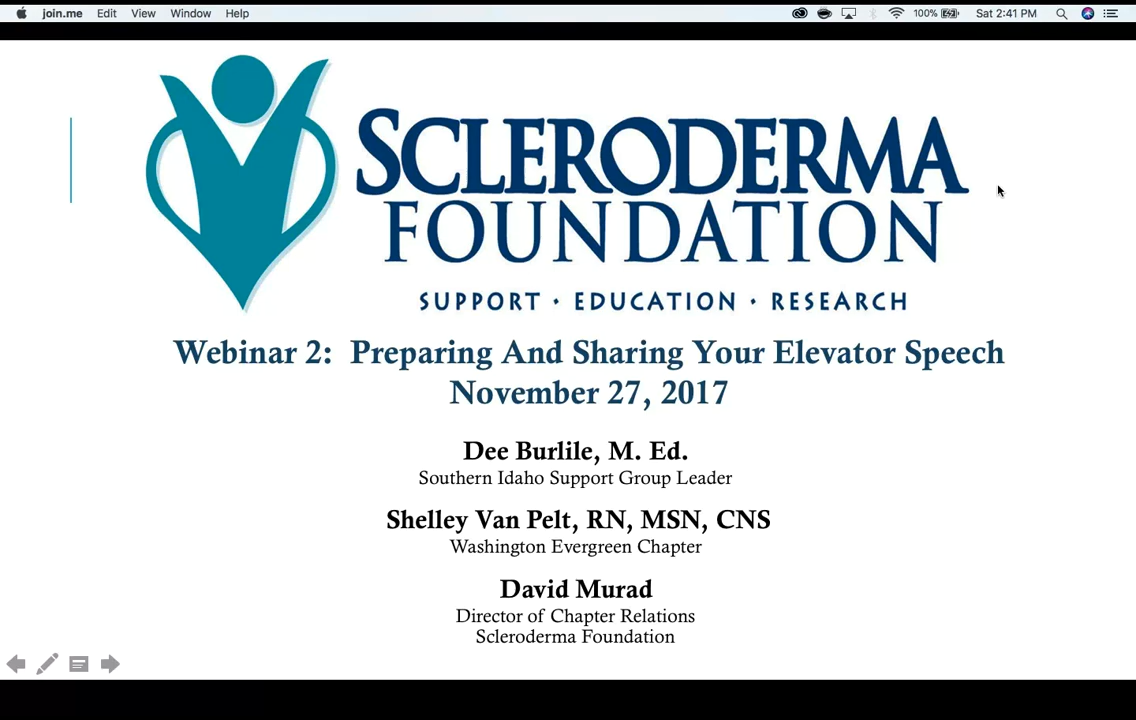 join.me Edit View Window Help 100% Sat 2:41 PM
SCLERODERMA
FOUNDATION
SUPPORT · EDUCATION · RESEARCH
Webinar 2: Preparing And Sharing Your Elevator Speech
November 27, 2017
Dee Burlile, M. Ed.
Southern Idaho Support Group Leader
Shelley Van Pelt, RN, MSN, CNS
Washington Evergreen Chapter
David Murad
Director of Chapter Relations
Scleroderma Foundation